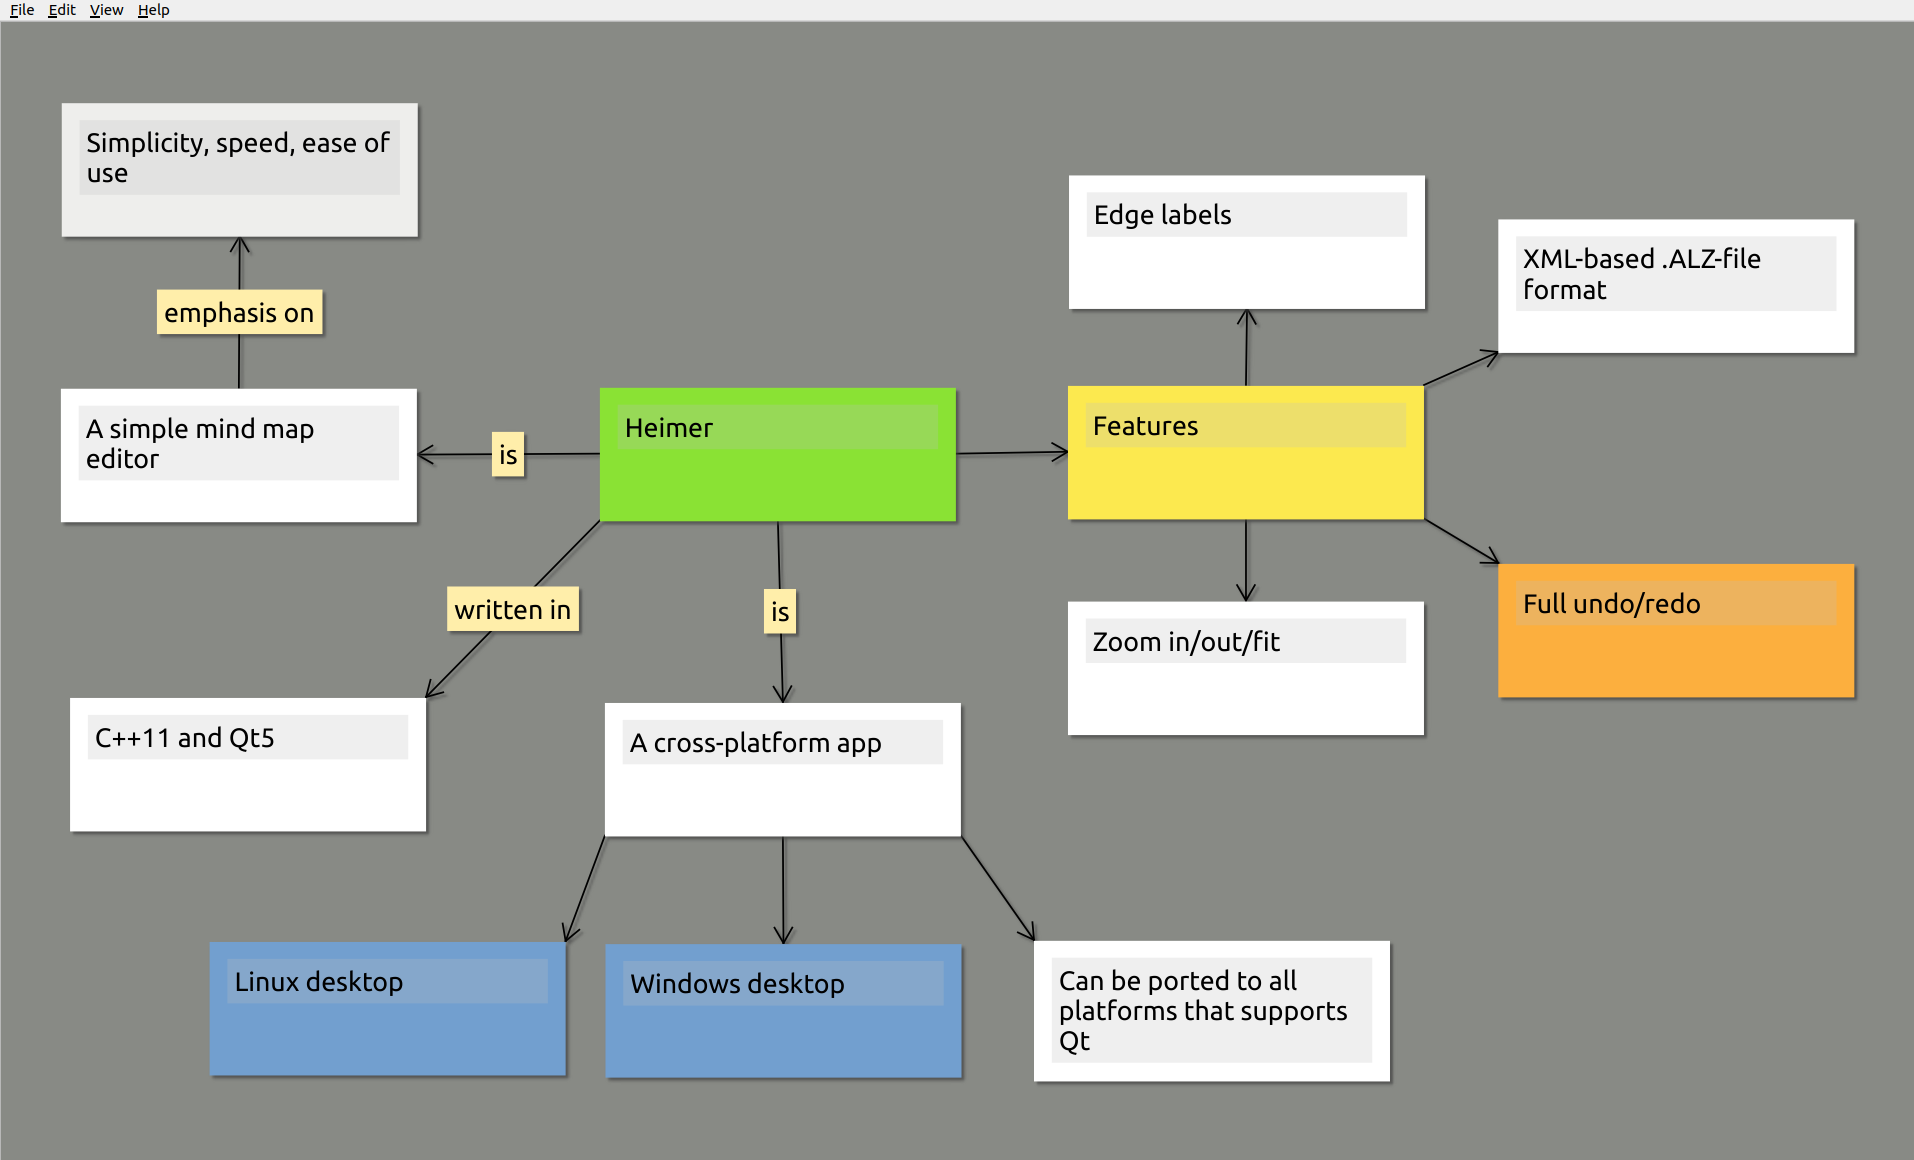 File Edit View Help
Simplicity, speed, ease of
use
emphasis on
A simple mind map
editor
is
Heimer
Features
Edge labels
XML-based .ALZ-file
format
written in
is
Zoom in/out/fit
Full undo/redo
C++11 and Qt5
A cross-platform app
Linux desktop
Windows desktop
Can be ported to all
platforms that supports
Qt